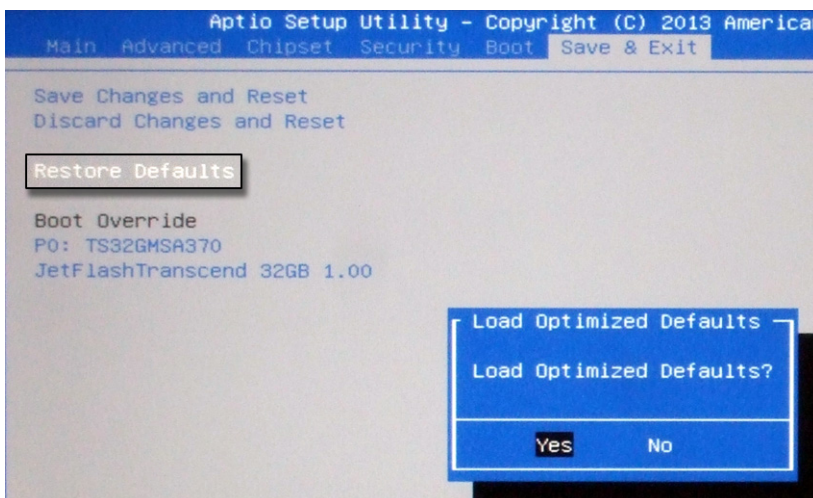 Aptio Setup Utility – Copyright (C) 2013 America
Main Advanced Chipset Security Boot Save & Exit
Save Changes and Reset
Discard Changes and Reset
Restore Defaults
Boot Override
P0: TS32GMSA370
JetFlashTranscend 32GB 1.00
Load Optimized Defaults
Load Optimized Defaults?
Yes No